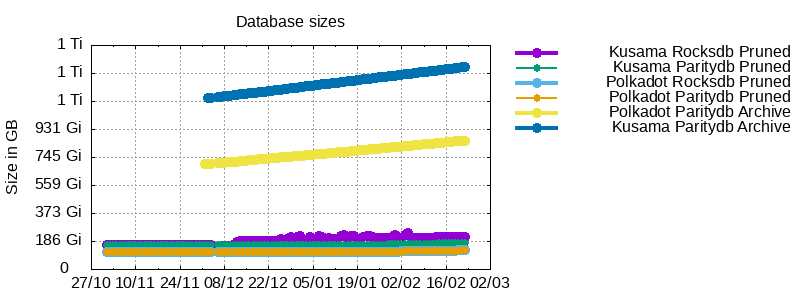 Database sizes
1 Ti
1 Ti
1 Ti
931 Gi
745 Gi
559 Gi
373 Gi
186 Gi
0
Size in GB
27/10 10/11 24/11 08/12 22/12 05/01 19/01 02/02 16/02 02/03
Kusama Rocksdb Pruned
Kusama Paritydb Pruned
Polkadot Rocksdb Pruned
Polkadot Paritydb Pruned
Polkadot Paritydb Archive
Kusama Paritydb Archive